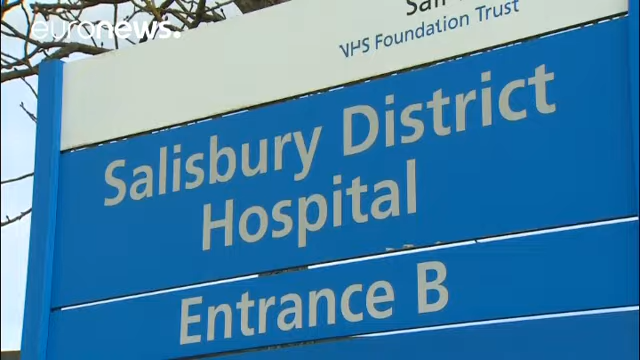 euronews.
NHS Foundation Trust
Salisbury District
Hospital
Entrance B